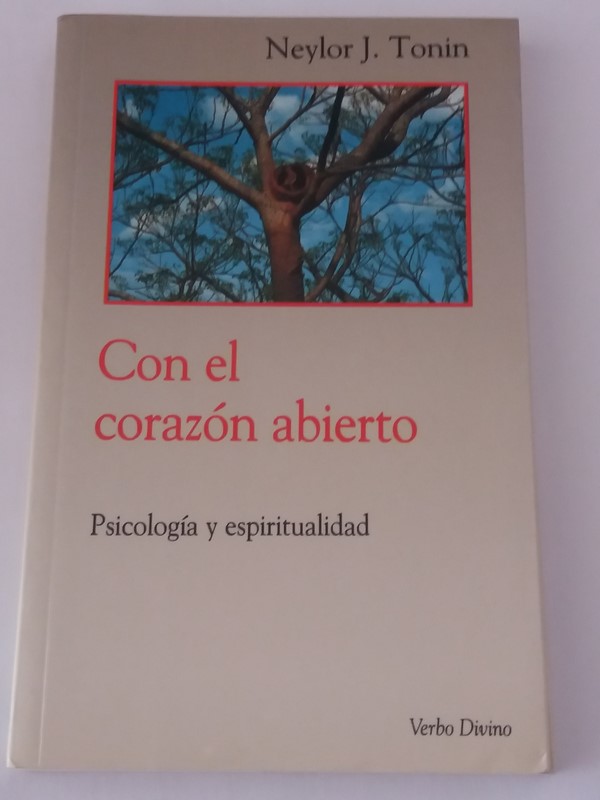 Neylor J. Tonin
Con el
corazón abierto
Psicología y espiritualidad
Verbo Divino